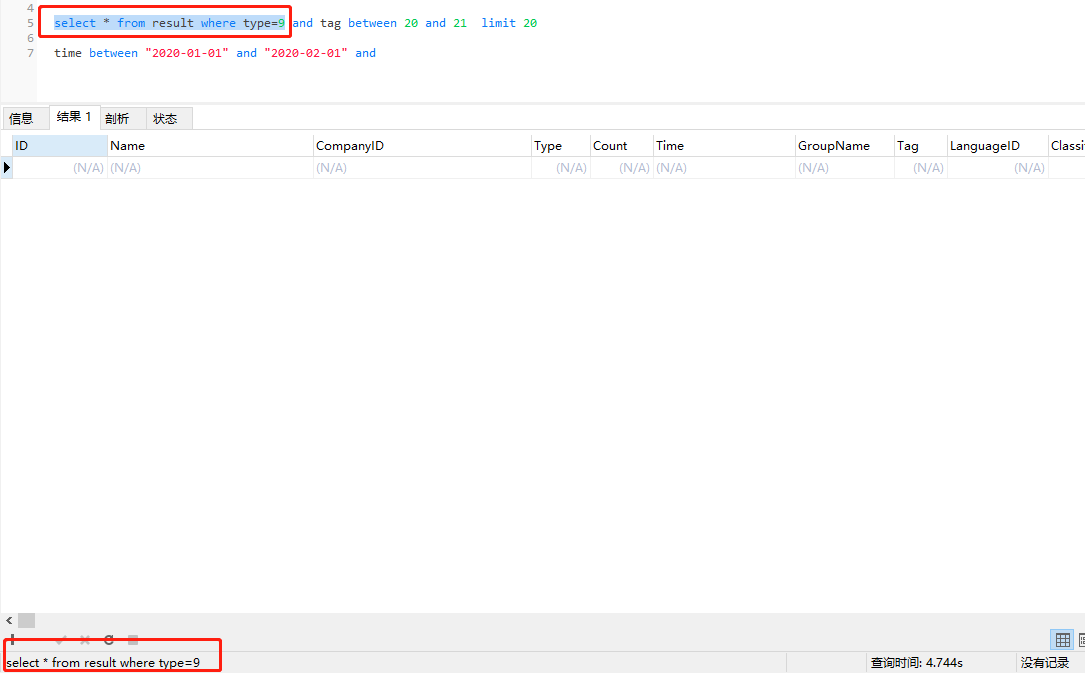 4
5 select * from result where type=9 and tag between 20 and 21 limit 20
6
7 time between "2020-01-01" and "2020-02-01" and
信息 结果 1 剖析 状态
ID Name CompanyID Type Count Time GroupName Tag LanguageID Classi
(N/A) (N/A) (N/A) (N/A) (N/A) (N/A) (N/A) (N/A) (N/A)
select * from result where type=9 查询时间: 4.744s 没有记录